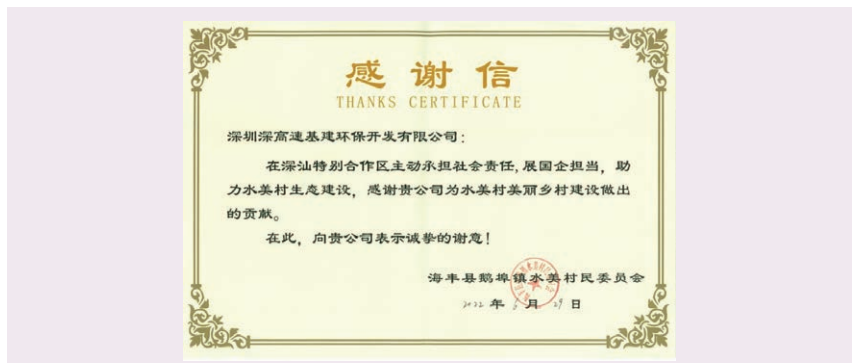 感谢信
THANKS CERTIFICATE
深圳深高速基建环保开发有限公司：
在深汕特别合作区主动承担社会责任，展国企担当，助
力水美村生态建设，感谢贵公司为水美村美丽乡村建设做出
的贡献。
在此，向贵公司表示诚挚的谢意！
海丰县鹅埠镇水美村民委员会
2022 年 月 29 日